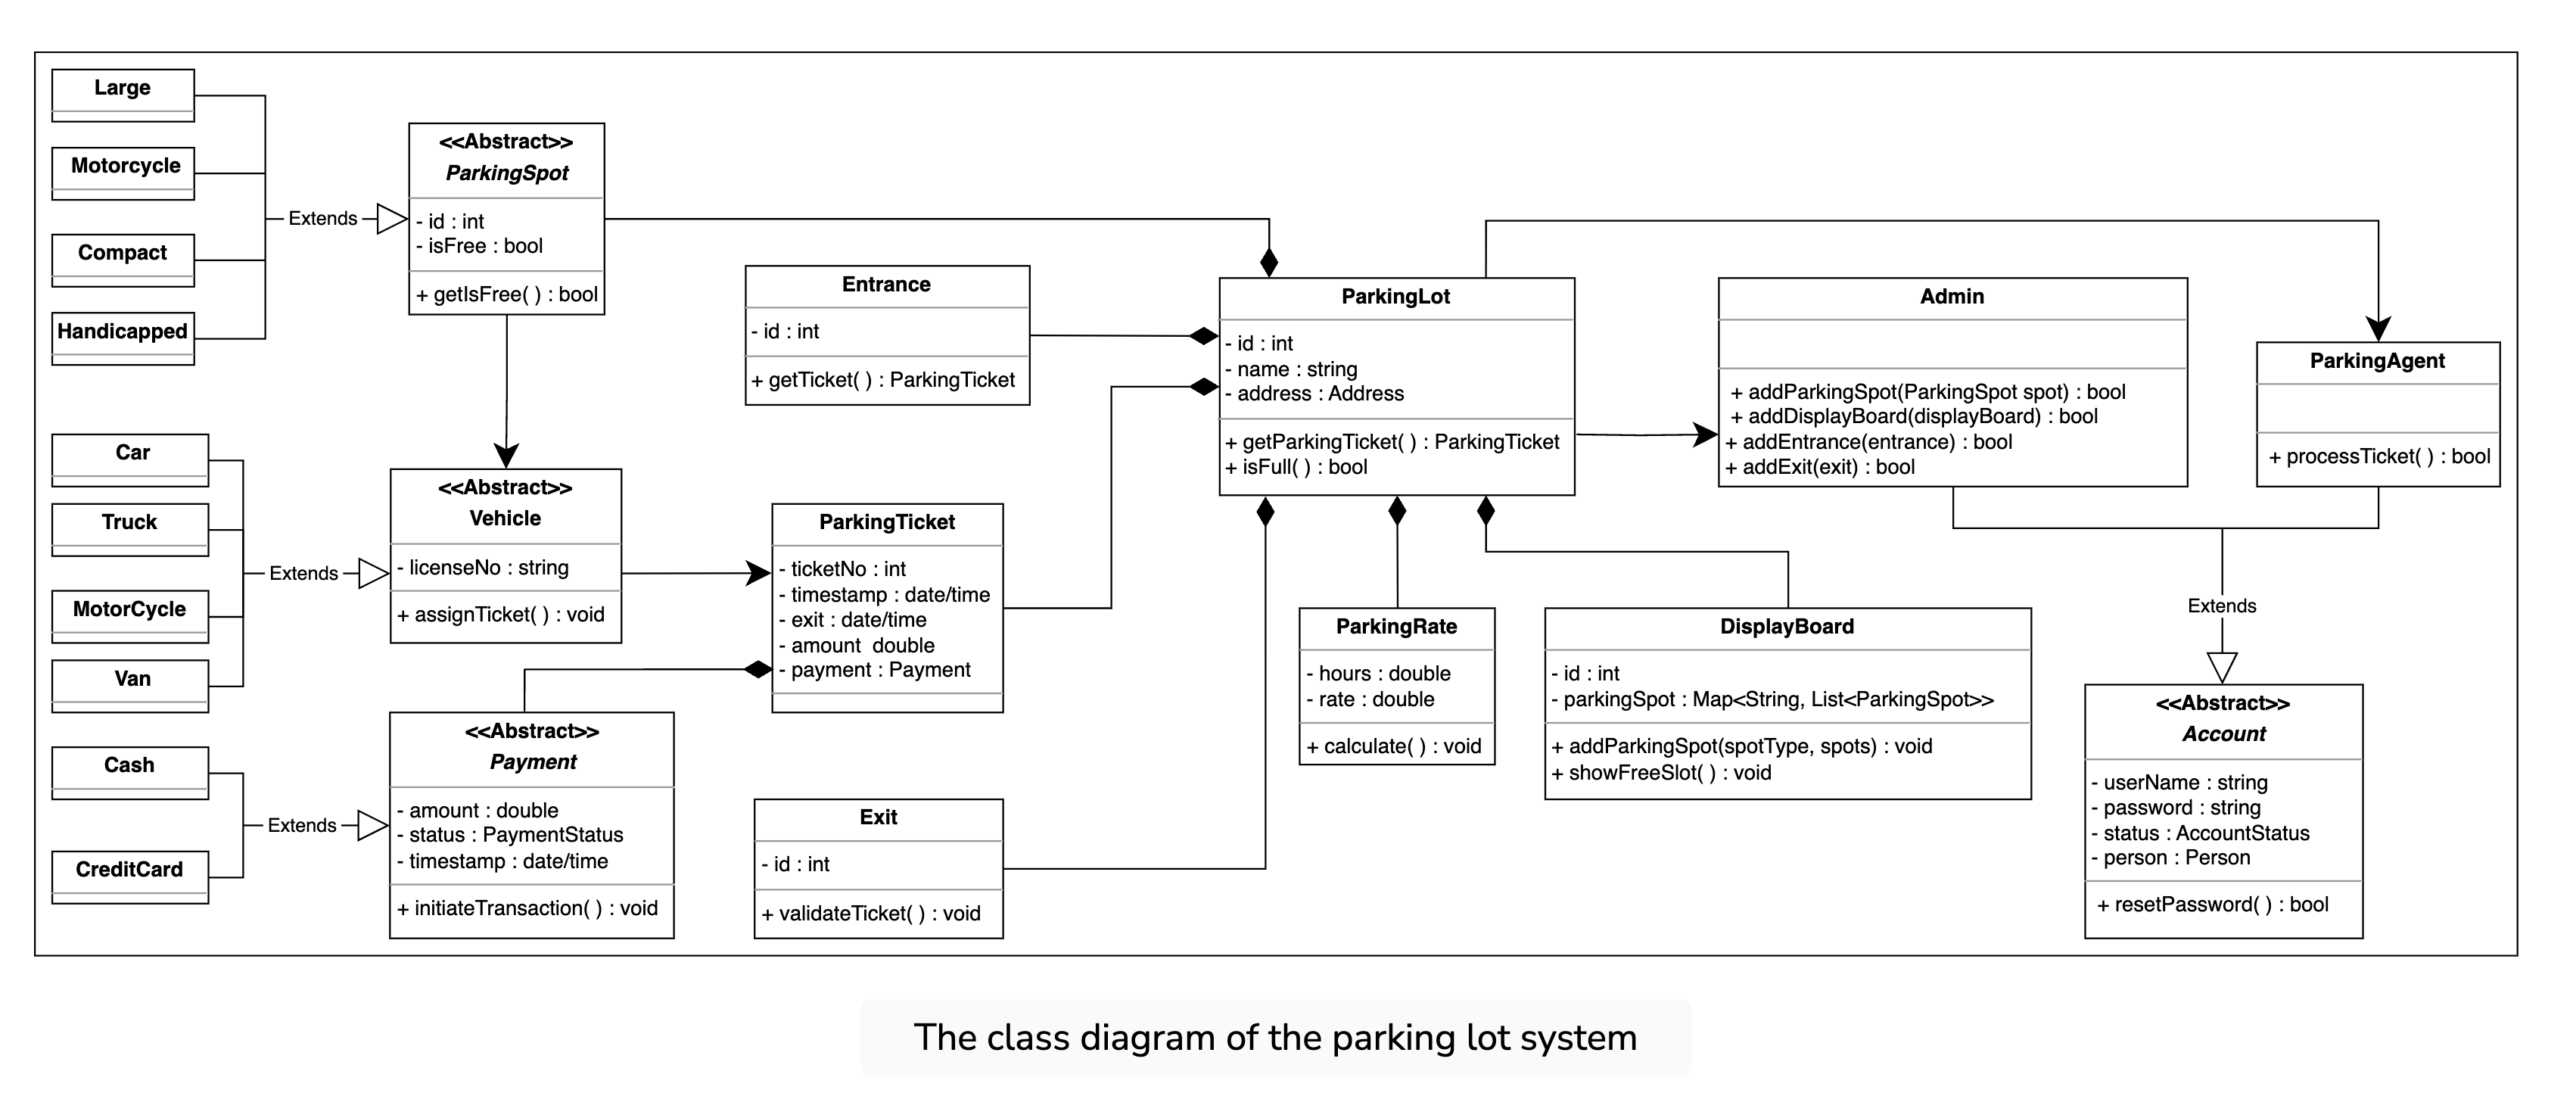 Large
Motorcycle
Compact
Handicapped
Extends
<<Abstract>>
ParkingSpot
- id : int
- isFree : bool
+ getIsFree( ) : bool
Entrance
- id : int
+ getTicket( ) : ParkingTicket
ParkingLot
- id : int
- name : string
- address : Address
+ getParkingTicket( ) : ParkingTicket
+ isFull( ) : bool
Admin
+ addParkingSpot(ParkingSpot spot) : bool
+ addDisplayBoard(displayBoard) : bool
+ addEntrance(entrance) : bool
+ addExit(exit) : bool
ParkingAgent
+ processTicket( ) : bool
Car
Truck
MotorCycle
Van
Extends
<<Abstract>>
Vehicle
- licenseNo : string
+ assignTicket( ) : void
ParkingTicket
- ticketNo : int
- timestamp : date/time
- exit : date/time
- amount  double
- payment : Payment
Cash
CreditCard
Extends
<<Abstract>>
Payment
- amount : double
- status : PaymentStatus
- timestamp : date/time
+ initiateTransaction( ) : void
Exit
- id : int
+ validateTicket( ) : void
ParkingRate
- hours : double
- rate : double
+ calculate( ) : void
DisplayBoard
- id : int
- parkingSpot : Map<String, List<ParkingSpot>>
+ addParkingSpot(spotType, spots) : void
+ showFreeSlot( ) : void
Extends
<<Abstract>>
Account
- userName : string
- password : string
- status : AccountStatus
- person : Person
+ resetPassword( ) : bool
The class diagram of the parking lot system